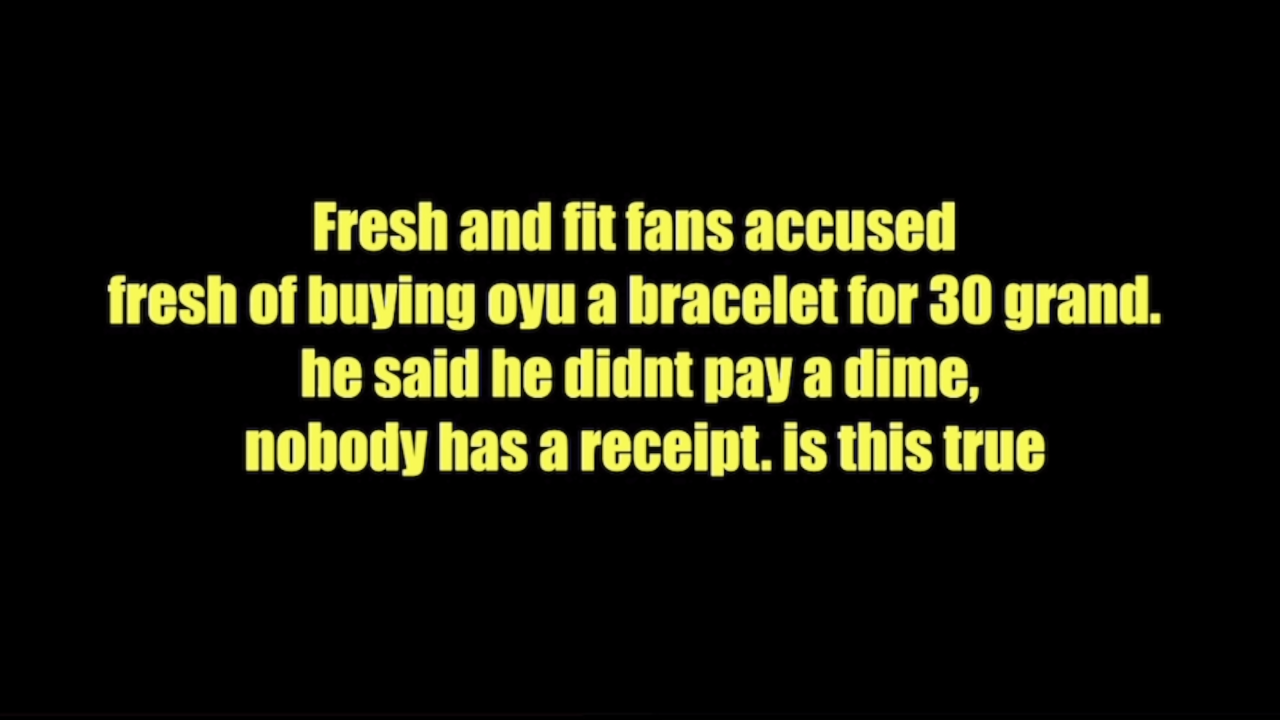 Fresh and fit fans accused
fresh of buying oyu a bracelet for 30 grand.
he said he didnt pay a dime,
nobody has a receipt. is this true